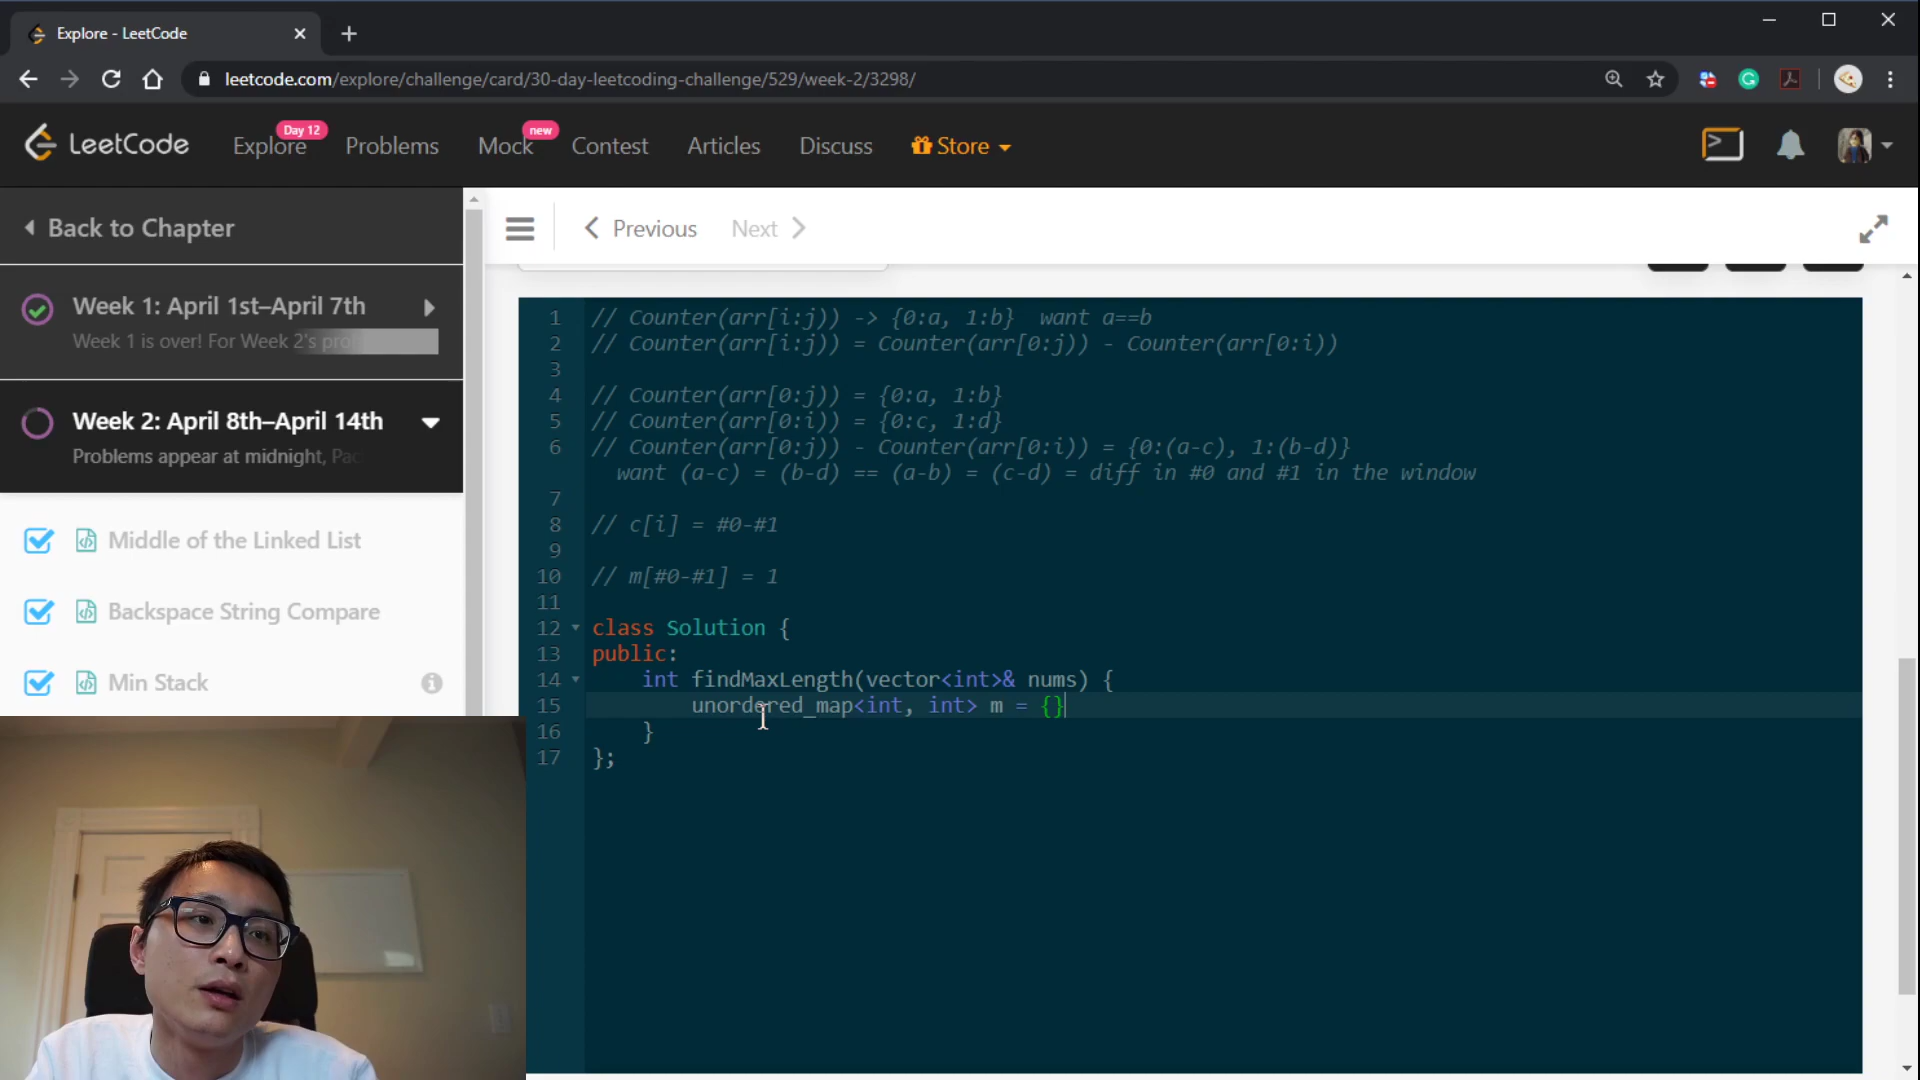 Explore - LeetCode
leetcode.com/explore/challenge/card/30-day-leetcoding-challenge/529/week-2/3298/
LeetCode
Explore
Day 12
Problems
Mock
new
Contest
Articles
Discuss
Store
Back to Chapter
Previous
Next
Week 1: April 1st–April 7th
Week 1 is over! For Week 2's pro
Week 2: April 8th–April 14th
Problems appear at midnight, Pac
Middle of the Linked List
Backspace String Compare
Min Stack
1 // Counter(arr[i:j)) -> {0:a, 1:b}  want a==b
2 // Counter(arr[i:j)) = Counter(arr[0:j)) - Counter(arr[0:i))
3
4 // Counter(arr[0:j)) = {0:a, 1:b}
5 // Counter(arr[0:i)) = {0:c, 1:d}
6 // Counter(arr[0:j)) - Counter(arr[0:i)) = {0:(a-c), 1:(b-d)}
want (a-c) = (b-d) == (a-b) = (c-d) = diff in #0 and #1 in the window
7
8 // c[i] = #0-#1
9
10 // m[#0-#1] = 1
11
12 class Solution {
13 public:
14 int findMaxLength(vector<int>& nums) {
15 unordered_map<int, int> m = {}
16 }
17 };